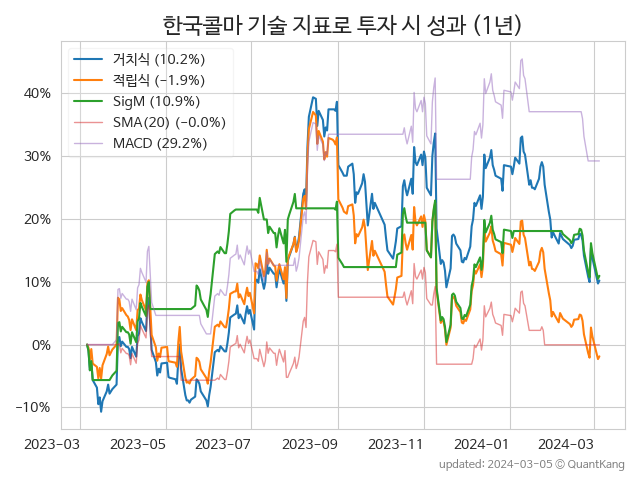 한국콜마 기술 지표로 투자 시 성과 (1년)
거치식 (10.2%)
적립식 (−1.9%)
SigM (10.9%)
SMA(20) (−0.0%)
MACD (29.2%)
40%
30%
20%
10%
0%
−10%
2023-03 2023-05 2023-07 2023-09 2023-11 2024-01 2024-03
updated: 2024-03-05 ⓒ QuantKang